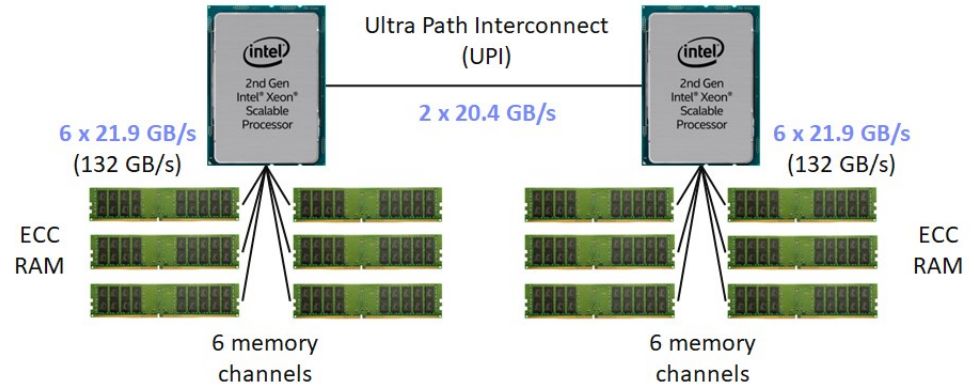 Ultra Path Interconnect
(UPI)
2 x 20.4 GB/s
intel
2nd Gen
Intel® Xeon®
Scalable
Processor
6 x 21.9 GB/s
(132 GB/s)
ECC
RAM
6 memory
channels
intel
2nd Gen
Intel® Xeon®
Scalable
Processor
6 x 21.9 GB/s
(132 GB/s)
ECC
RAM
6 memory
channels